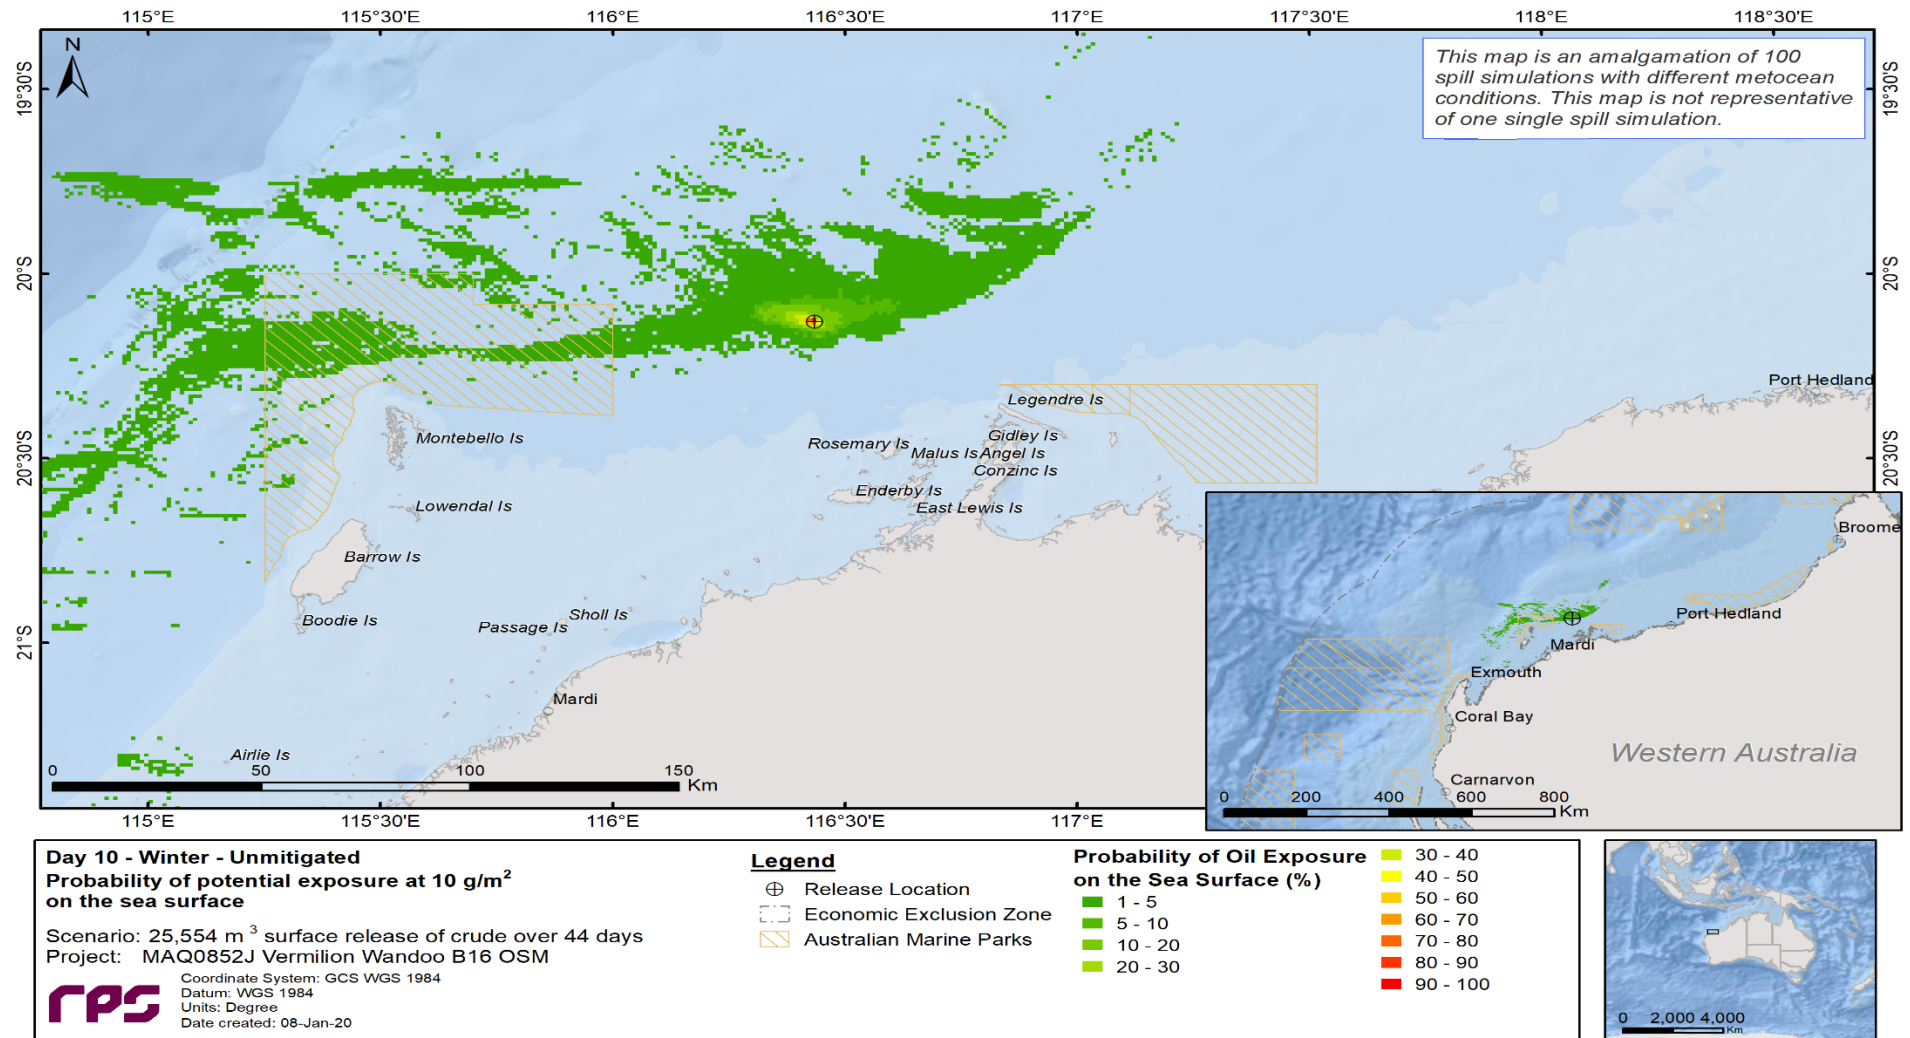 115°E 115°30'E 116°E 116°30'E 117°E 117°30'E 118°E 118°30'E
N
This map is an amalgamation of 100
spill simulations with different metocean
conditions. This map is not representative
of one single spill simulation.
19°30'S 19°30'S
20°S 20°S
20°30'S 20°30'S
21°S
Port Hedland
Legendre Is
Montebello Is
Rosemary Is
Gidley Is
Malus Is
Angel Is
Conzinc Is
Enderby Is
Lowendal Is
East Lewis Is
Barrow Is
Boodie Is
Passage Is
Sholl Is
Mardi
Airlie Is
0 50 100 150
Km
115°E 115°30'E 116°E 116°30'E 117°E
Broome
Port Hedland
Mardi
Exmouth
Coral Bay
Western Australia
Carnarvon
0 200 400 600 800
Km
Day 10 - Winter - Unmitigated
Probability of potential exposure at 10 g/m²
on the sea surface
Scenario: 25,554 m ³ surface release of crude over 44 days
Project: MAQ0852J Vermilion Wandoo B16 OSM
rps
Coordinate System: GCS WGS 1984
Datum: WGS 1984
Units: Degree
Date created: 08-Jan-20
Legend
Release Location
Economic Exclusion Zone
Australian Marine Parks
Probability of Oil Exposure
on the Sea Surface (%)
1 - 5
5 - 10
10 - 20
20 - 30
30 - 40
40 - 50
50 - 60
60 - 70
70 - 80
80 - 90
90 - 100
0 2,000 4,000
Km